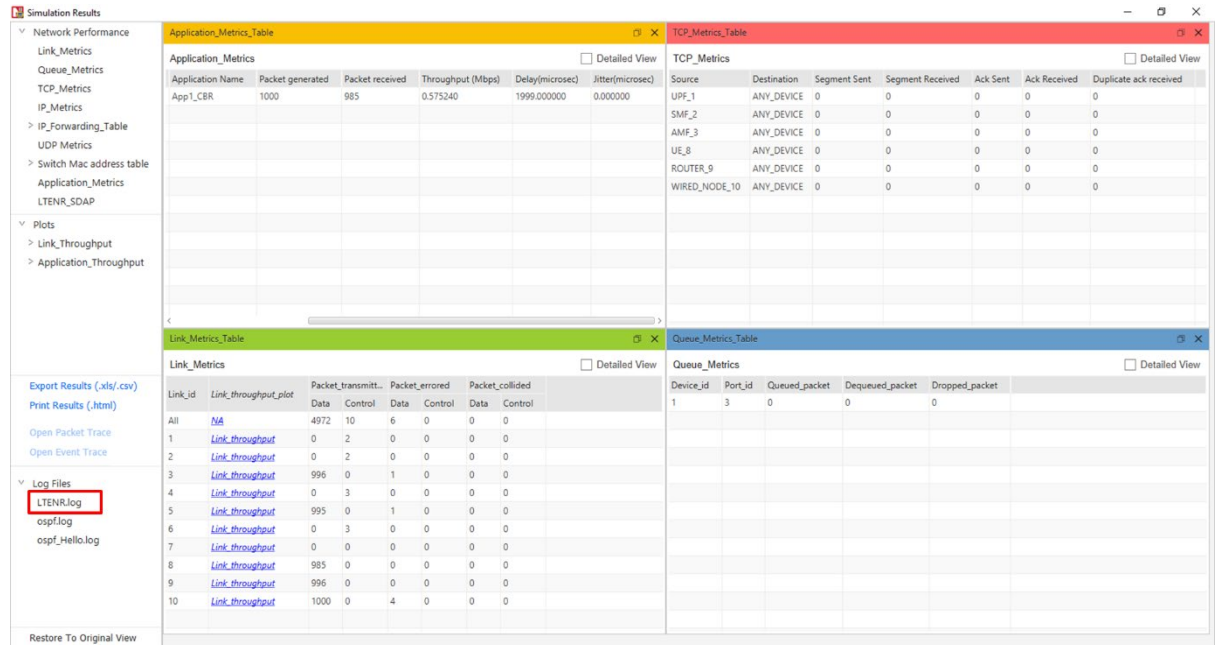 Simulation Results
Network Performance
Link_Metrics
Queue_Metrics
TCP_Metrics
IP_Metrics
> IP_Forwarding_Table
UDP Metrics
> Switch Mac address table
Application_Metrics
LTENR_SDAP
Plots
> Link_Throughput
> Application_Throughput
Export Results (.xls/.csv)
Print Results (.html)
Open Packet Trace
Open Event Trace
Log Files
LTENR.log
ospf.log
ospf_Hello.log
Restore To Original View
Application_Metrics_Table
Application_Metrics Detailed View
Application Name Packet generated Packet received Throughput (Mbps) Delay(microsec) Jitter(microsec)
App1_CBR 1000 985 0.575240 1999.000000 0.000000
TCP_Metrics_Table
TCP_Metrics Detailed View
Source Destination Segment Sent Segment Received Ack Sent Ack Received Duplicate ack received
UPF_1 ANY_DEVICE 0 0 0 0 0
SMF_2 ANY_DEVICE 0 0 0 0 0
AMF_3 ANY_DEVICE 0 0 0 0 0
UE_8 ANY_DEVICE 0 0 0 0 0
ROUTER_9 ANY_DEVICE 0 0 0 0 0
WIRED_NODE_10 ANY_DEVICE 0 0 0 0 0
Link_Metrics_Table
Link_Metrics Detailed View
Link_id Link_throughput_plot Packet_transmitt... Packet_errored Packet_collided
Data Control Data Control Data Control
All NA 4972 10 6 0 0 0
1 Link_throughput 0 2 0 0 0 0
2 Link_throughput 0 2 0 0 0 0
3 Link_throughput 996 0 1 0 0 0
4 Link_throughput 0 3 0 0 0 0
5 Link_throughput 995 0 1 0 0 0
6 Link_throughput 0 3 0 0 0 0
7 Link_throughput 0 0 0 0 0 0
8 Link_throughput 985 0 0 0 0 0
9 Link_throughput 996 0 0 0 0 0
10 Link_throughput 1000 0 4 0 0 0
Queue_Metrics_Table
Queue_Metrics Detailed View
Device_id Port_id Queued_packet Dequeued_packet Dropped_packet
1 3 0 0 0